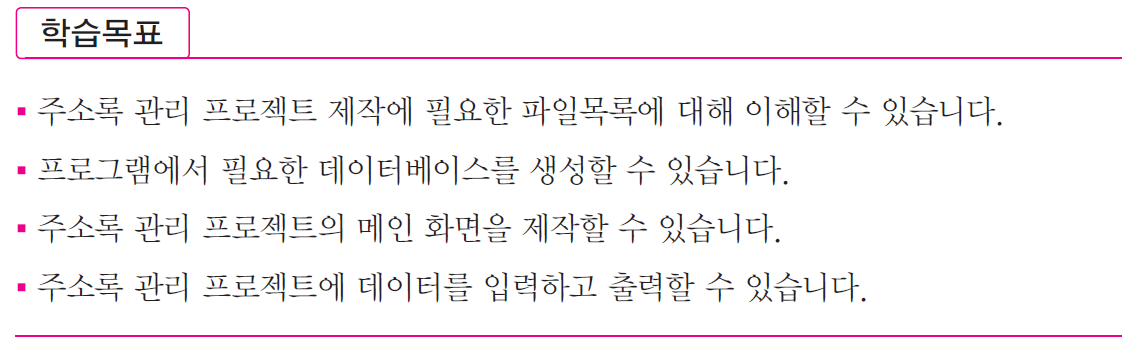 학습목표
▪ 주소록 관리 프로젝트 제작에 필요한 파일목록에 대해 이해할 수 있습니다.
▪ 프로그램에서 필요한 데이터베이스를 생성할 수 있습니다.
▪ 주소록 관리 프로젝트의 메인 화면을 제작할 수 있습니다.
▪ 주소록 관리 프로젝트에 데이터를 입력하고 출력할 수 있습니다.